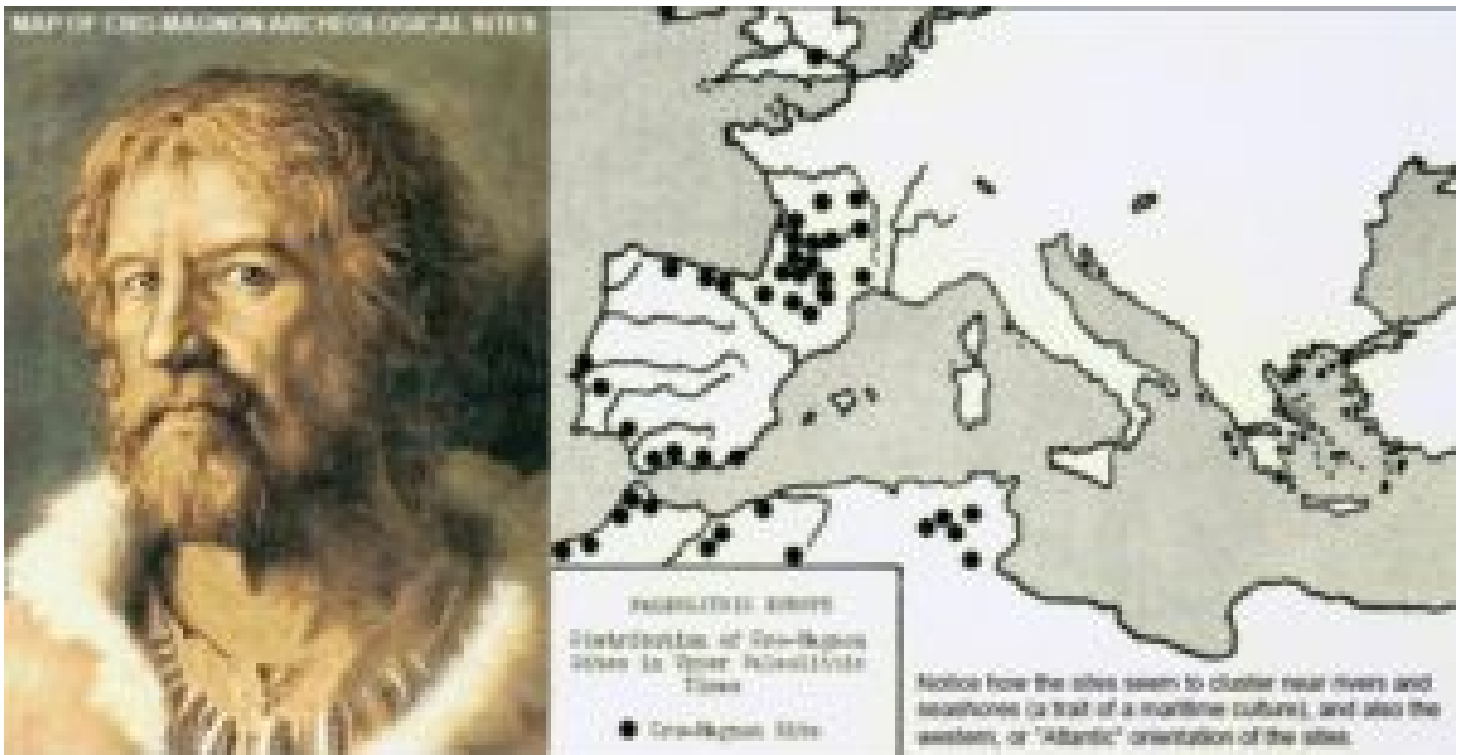 MAP OF CRO-MAGNON ARCHEOLOGICAL SITES
PALEOLITHIC EUROPE
Distribution of Cro-Magnon
Sites in Upper Paleolithic
Times
Cro-Magnon Site
Notice how the sites seem to cluster near rivers and
seashores (a trait of a maritime culture), and also the
western, or "Atlantic" orientation of the sites.